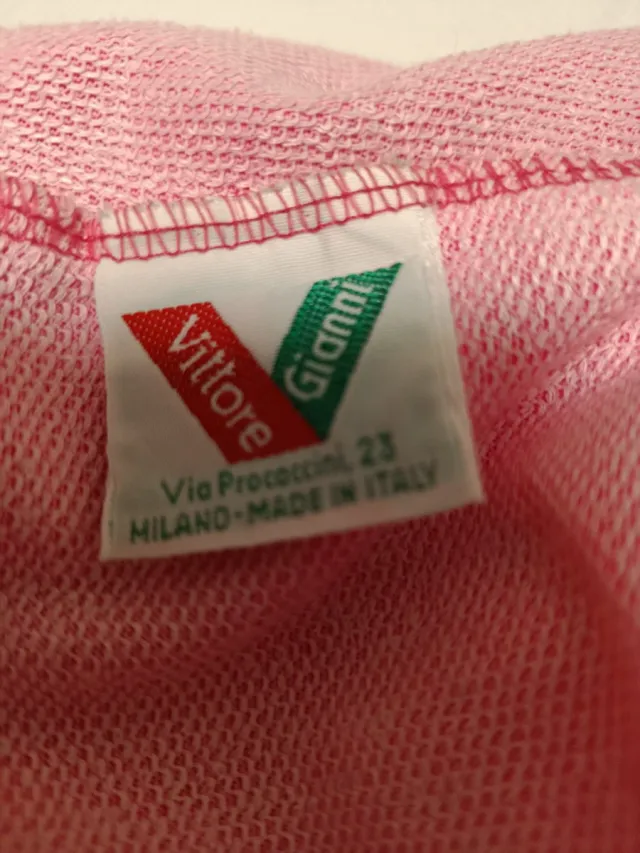 Vittore
Gianni
Via Procaccini, 23
MILANO-MADE IN ITALY